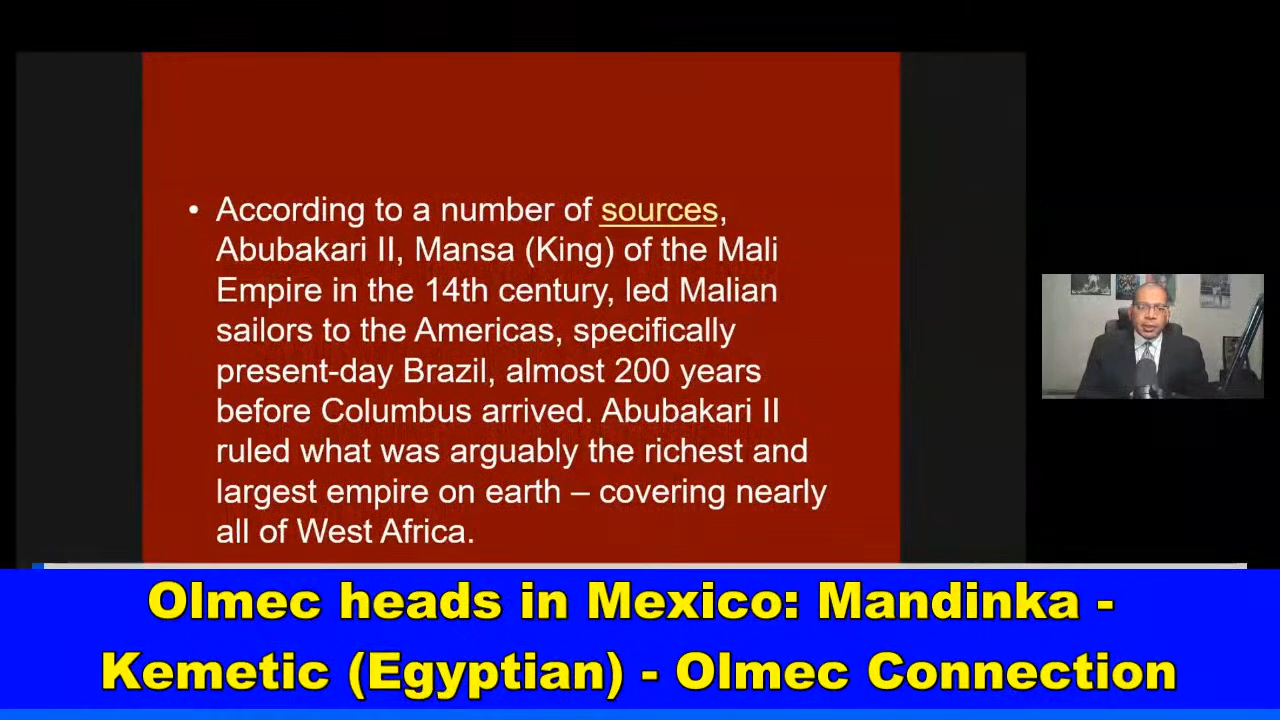 • According to a number of sources,
Abubakari II, Mansa (King) of the Mali
Empire in the 14th century, led Malian
sailors to the Americas, specifically
present-day Brazil, almost 200 years
before Columbus arrived. Abubakari II
ruled what was arguably the richest and
largest empire on earth – covering nearly
all of West Africa.
Olmec heads in Mexico: Mandinka -
Kemetic (Egyptian) - Olmec Connection